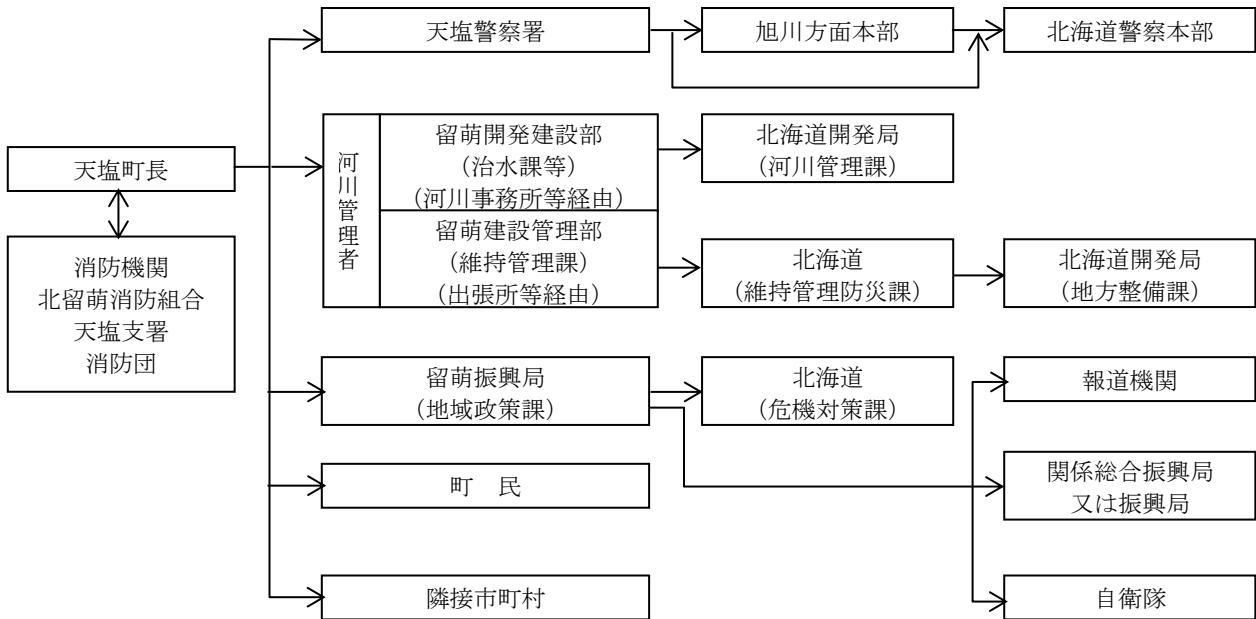 天塩町長
消防機関
北留萌消防組合
天塩支署
消防団
天塩警察署
旭川方面本部
北海道警察本部
河川管理者
留萌開発建設部
（治水課等）
（河川事務所等経由）
北海道開発局
（河川管理課）
留萌建設管理部
（維持管理課）
（出張所等経由）
北海道
（維持管理防災課）
北海道開発局
（地方整備課）
留萌振興局
（地域政策課）
北海道
（危機対策課）
報道機関
町　民
関係総合振興局
又は振興局
隣接市町村
自衛隊